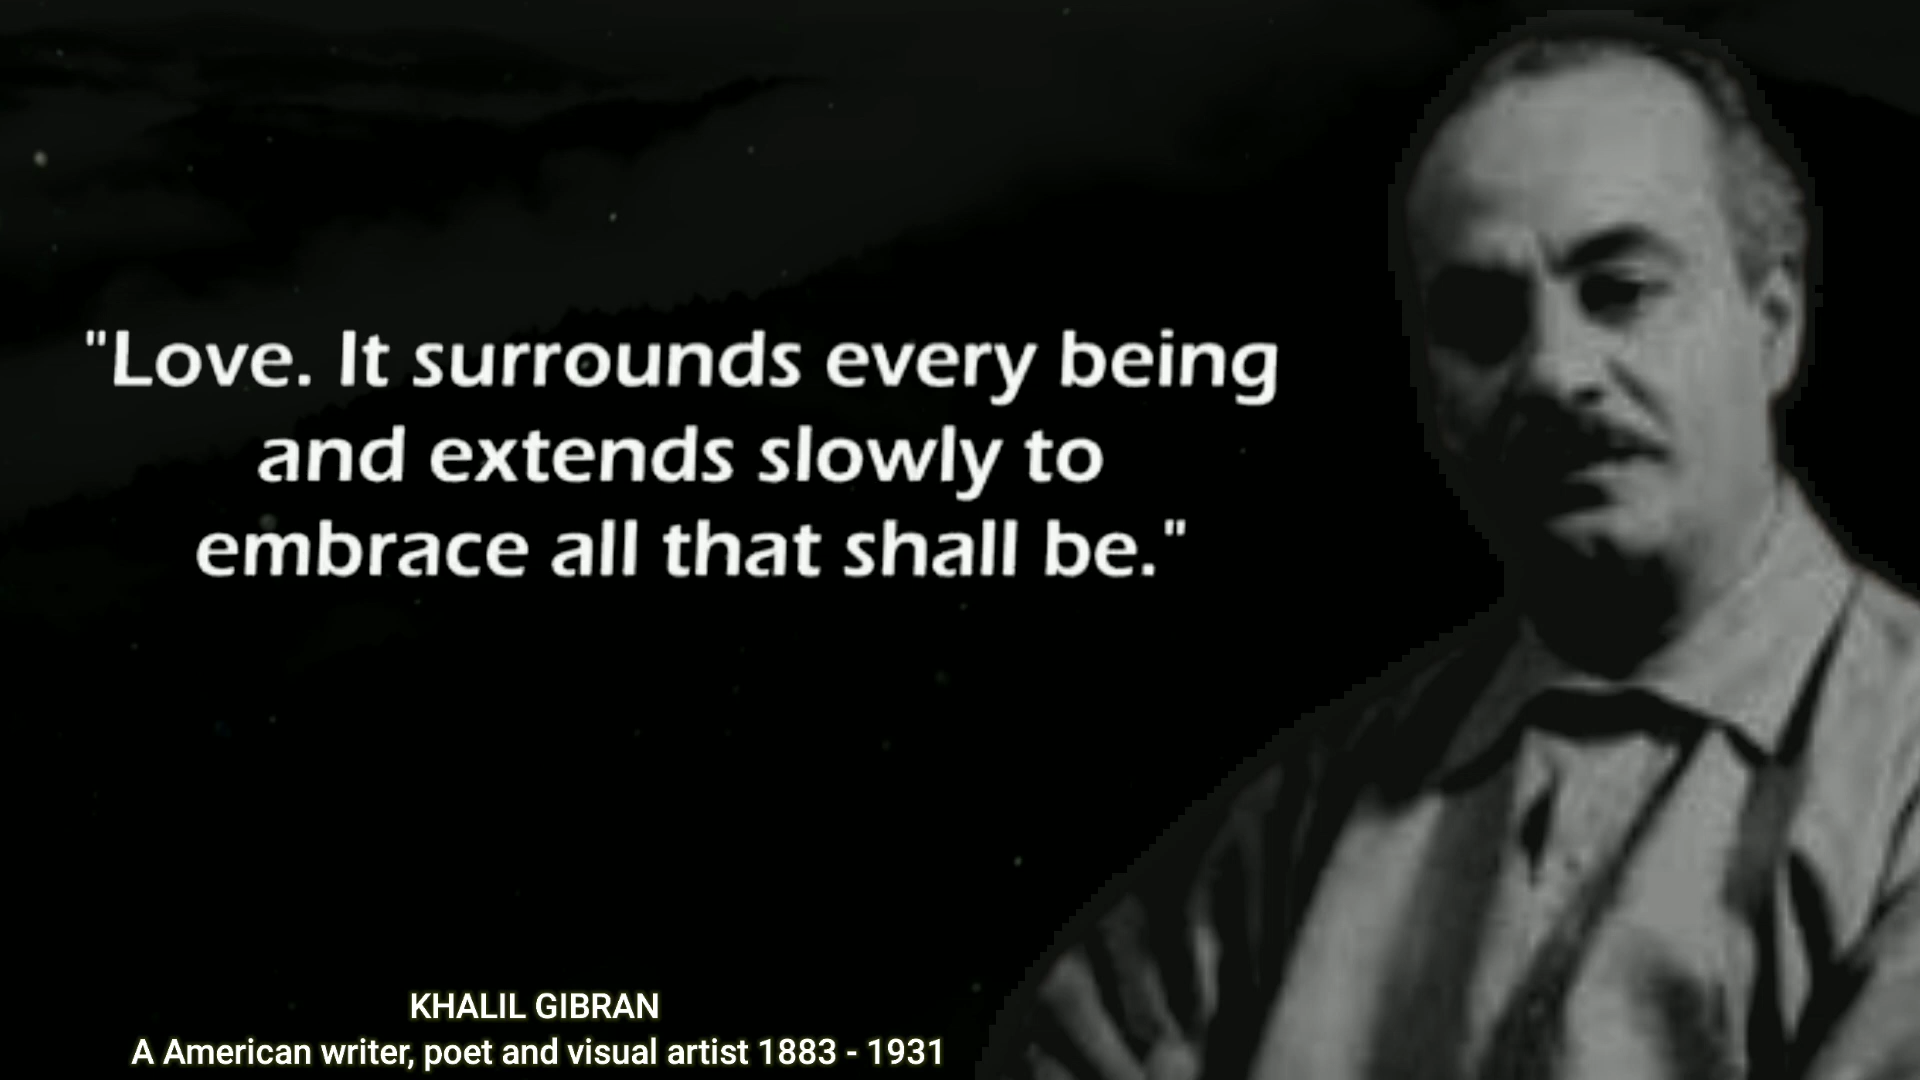 "Love. It surrounds every being
and extends slowly to
embrace all that shall be."
KHALIL GIBRAN
A American writer, poet and visual artist 1883 - 1931